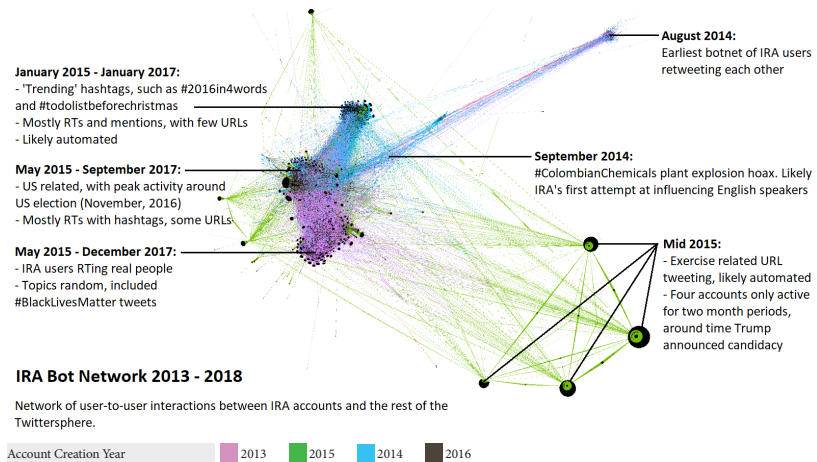 August 2014:
Earliest botnet of IRA users
retweeting each other
January 2015 - January 2017:
- 'Trending' hashtags, such as #2016in4words
and #todolistbeforechristmas
- Mostly RTs and mentions, with few URLs
- Likely automated
September 2014:
#ColombianChemicals plant explosion hoax. Likely
IRA's first attempt at influencing English speakers
May 2015 - September 2017:
- US related, with peak activity around
US election (November, 2016)
- Mostly RTs with hashtags, some URLs
May 2015 - December 2017:
- IRA users RTing real people
- Topics random, included
#BlackLivesMatter tweets
Mid 2015:
- Exercise related URL
tweeting, likely automated
- Four accounts only active
for two month periods,
around time Trump
announced candidacy
IRA Bot Network 2013 - 2018
Network of user-to-user interactions between IRA accounts and the rest of the
Twittersphere.
Account Creation Year 2013 2015 2014 2016